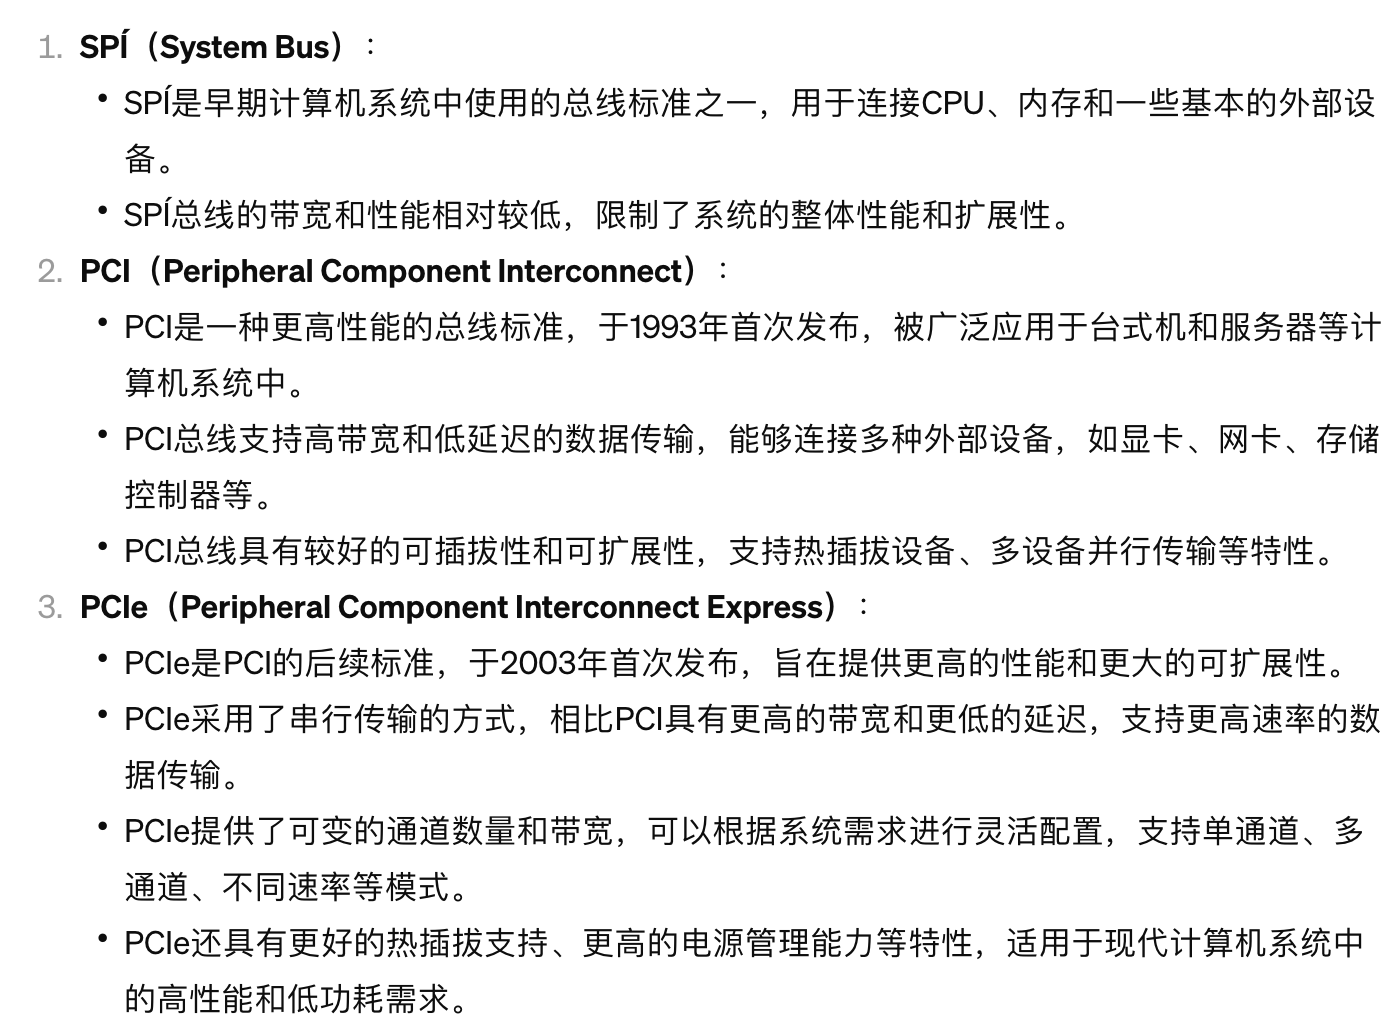 1. SPÍ（System Bus）：
• SPÍ是早期计算机系统中使用的总线标准之一，用于连接CPU、内存和一些基本的外部设
备。
• SPÍ总线的带宽和性能相对较低，限制了系统的整体性能和扩展性。
2. PCI（Peripheral Component Interconnect）：
• PCI是一种更高性能的总线标准，于1993年首次发布，被广泛应用于台式机和服务器等计
算机系统中。
• PCI总线支持高带宽和低延迟的数据传输，能够连接多种外部设备，如显卡、网卡、存储
控制器等。
• PCI总线具有较好的可插拔性和可扩展性，支持热插拔设备、多设备并行传输等特性。
3. PCIe（Peripheral Component Interconnect Express）：
• PCIe是PCI的后续标准，于2003年首次发布，旨在提供更高的性能和更大的可扩展性。
• PCIe采用了串行传输的方式，相比PCI具有更高的带宽和更低的延迟，支持更高速率的数
据传输。
• PCIe提供了可变的通道数量和带宽，可以根据系统需求进行灵活配置，支持单通道、多
通道、不同速率等模式。
• PCIe还具有更好的热插拔支持、更高的电源管理能力等特性，适用于现代计算机系统中
的高性能和低功耗需求。